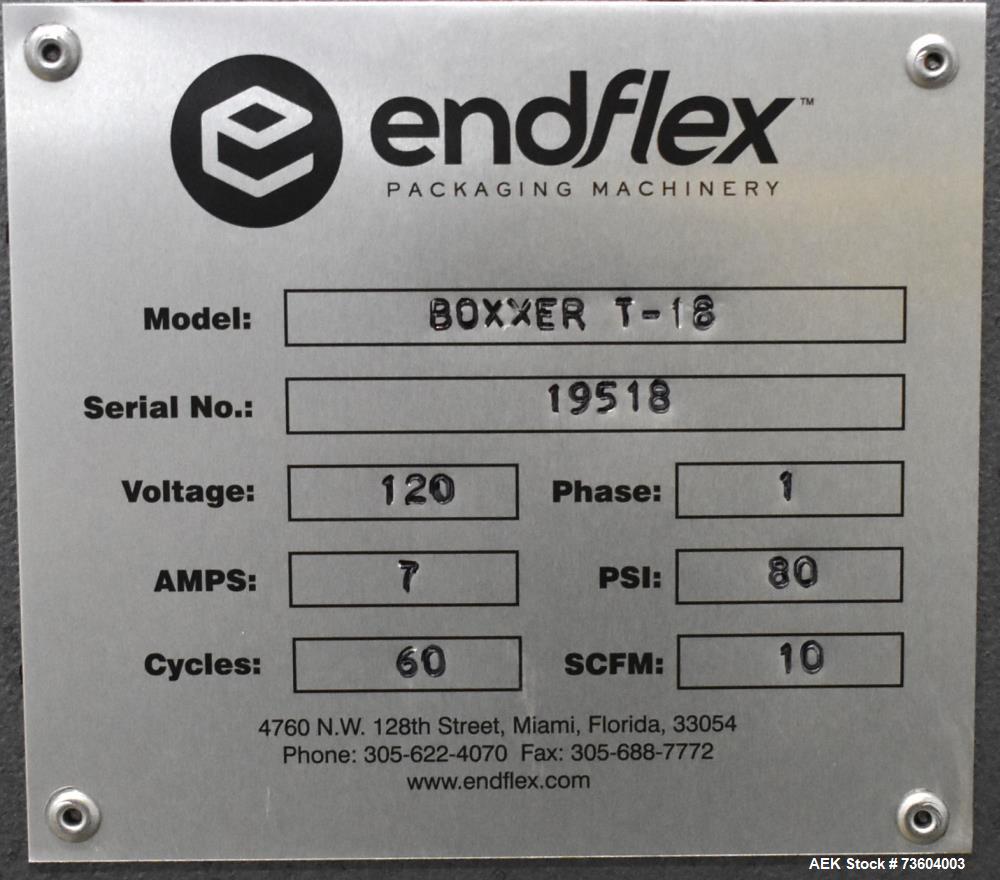 endflex™
PACKAGING MACHINERY
Model: BOXXER T-18
Serial No.: 19518
Voltage: 120 Phase: 1
AMPS: 7 PSI: 80
Cycles: 60 SCFM: 10
4760 N.W. 128th Street, Miami, Florida, 33054
Phone: 305-622-4070 Fax: 305-688-7772
www.endflex.com
AEK Stock # 73604003